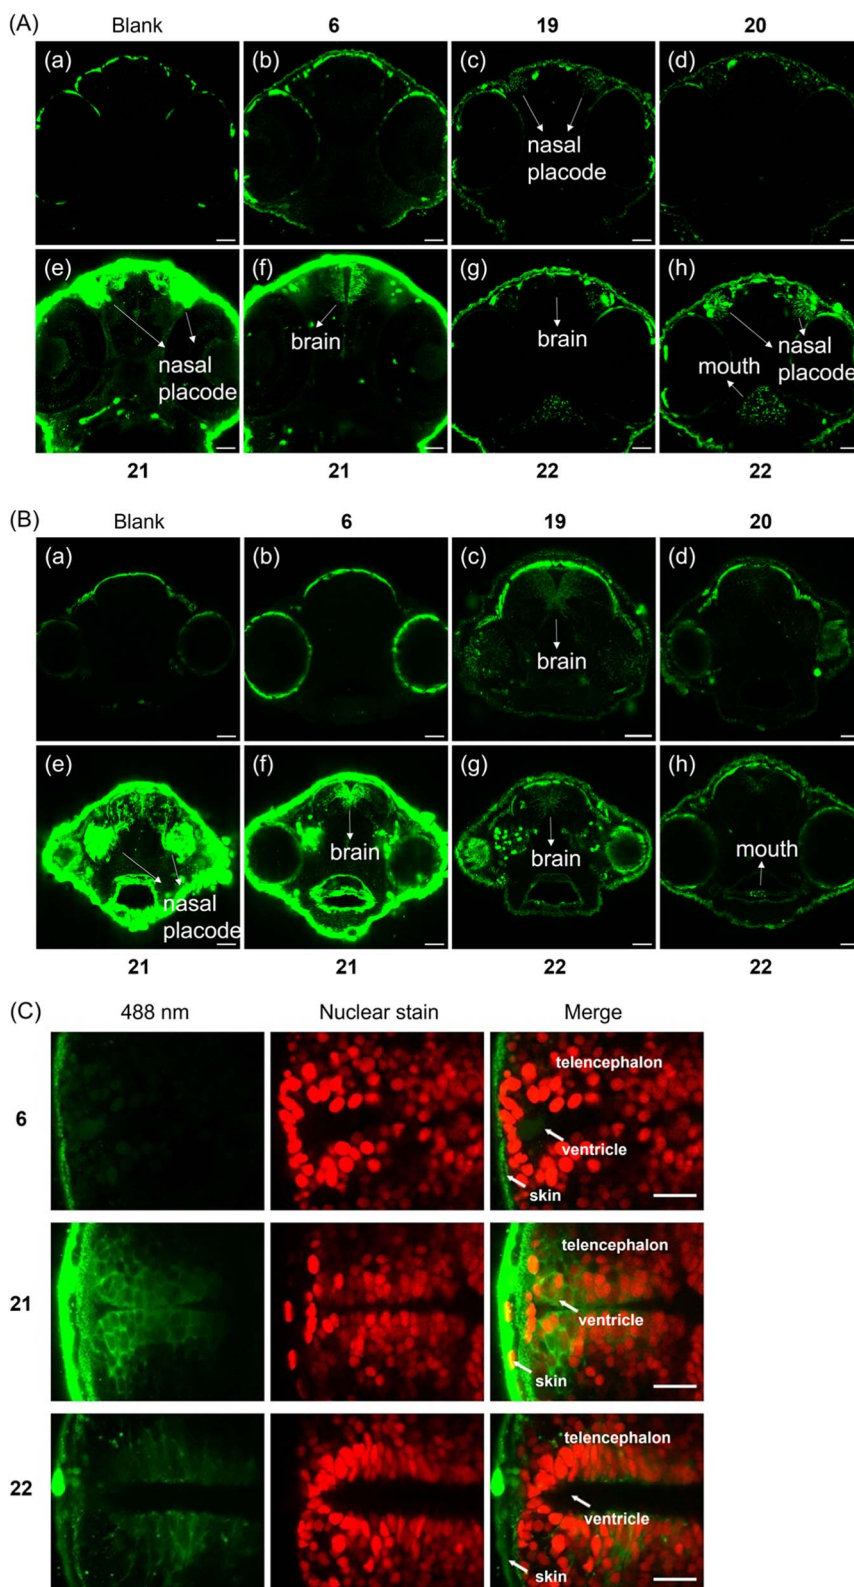 (A) Blank 6 19 20
(a) (b) (c) (d)
nasal
placode
(e) (f) (g) (h)
brain
brain
nasal
placode
mouth
nasal
placode
21 21 22 22
(B) Blank 6 19 20
(a) (b) (c) (d)
brain
(e) (f) (g) (h)
brain
brain
mouth
nasal
placode
21 21 22 22
(C) 488 nm Nuclear stain Merge
telencephalon
6
ventricle
skin
telencephalon
21
ventricle
skin
telencephalon
22
ventricle
skin